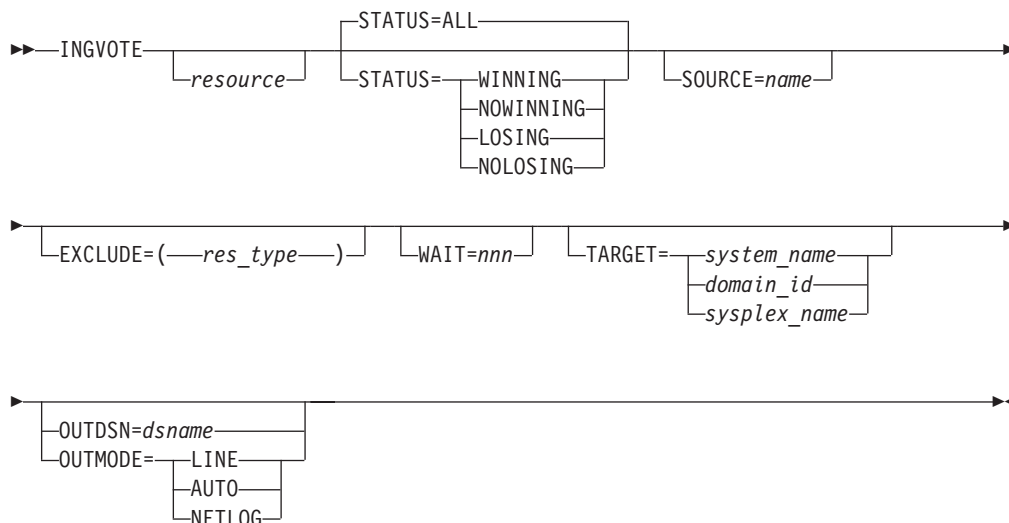 STATUS=ALL
INGVOTE
resource
STATUS=
WINNING
NOWINNING
LOSING
NOLOSING
SOURCE=name
EXCLUDE=( res_type )
WAIT=nnn
TARGET=
system_name
domain_id
sysplex_name
OUTDSN=dsname
OUTMODE=
LINE
AUTO
NETLOG